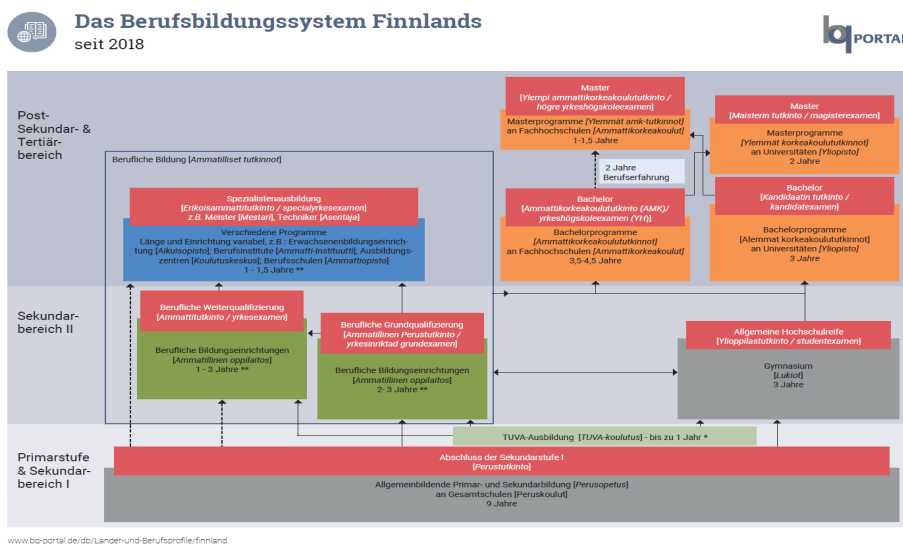 Das Berufsbildungssystem Finnlands
seit 2018
bq PORTAL
Post-
Sekundar- &
Tertiär-
bereich
Berufliche Bildung [Ammatilliset tutkinnot]
Spezialistenausbildung
[Erikoisammattitutkinto / specialyrkesexamen]
z.B. Meister [Mestari], Techniker [Asentaja]
Verschiedene Programme
Länge und Einrichtung variabel, z.B.: Erwachsenenbildungseinrich-
tung [Aikuisopisto]; Berufsinstitute [Ammatti-Instituutti]; Ausbildungs-
zentren [Koulutuskeskus]; Berufsschulen [Ammattiopisto]
1 - 1,5 Jahre **
Master
[Ylempi ammattikorkeakoulututkinto /
högre yrkeshögskoleexamen]
Masterprogramme [Ylemmät amk-tutkinnot]
an Fachhochschulen [Ammattikorkeakoulut]
1-1,5 Jahre
2 Jahre
Berufserfahrung
Bachelor
[Ammattikorkeakoulututkinto (AMK)/
yrkeshögskoleexamen (YH)]
Bachelorprogramme
[Ammattikorkeakoulututkinnot]
an Fachhochschulen [Ammattikorkeakoulut]
3,5-4,5 Jahre
Master
[Maisterin tutkinto / magisterexamen]
Masterprogramme
[Ylemmät korkeakoulututkinnot]
an Universitäten [Yliopisto]
2 Jahre
Bachelor
[Kandidaatin tutkinto /
kandidatexamen]
Bachelorprogramme
[Alemmat korkeakoulututkinnot]
an Universitäten [Yliopisto]
3 Jahre
Sekundar-
bereich II
Berufliche Weiterqualifizierung
[Ammattitutkinto / yrkesexamen]
Berufliche Bildungseinrichtungen
[Ammatillinen oppilaitos]
1 - 3 Jahre **
Berufliche Grundqualifizierung
[Ammatillinen Perustutkinto /
yrkesinriktad grundexamen]
Berufliche Bildungseinrichtungen
[Ammatillinen oppilaitos]
2- 3 Jahre **
Allgemeine Hochschulreife
[Ylioppilastutkinto / studentexamen]
Gymnasium
[Lukiot]
3 Jahre
TUVA-Ausbildung [TUVA-koulutus] - bis zu 1 Jahr *
Primarstufe
& Sekundar-
bereich I
Abschluss der Sekundarstufe I
[Perustutkinto]
Allgemeinbildende Primar- und Sekundarbildung [Perusopetus]
an Gesamtschulen [Peruskoulut]
9 Jahre
www.bq-portal.de/db/Lander-und-Berufsprofile/finnland